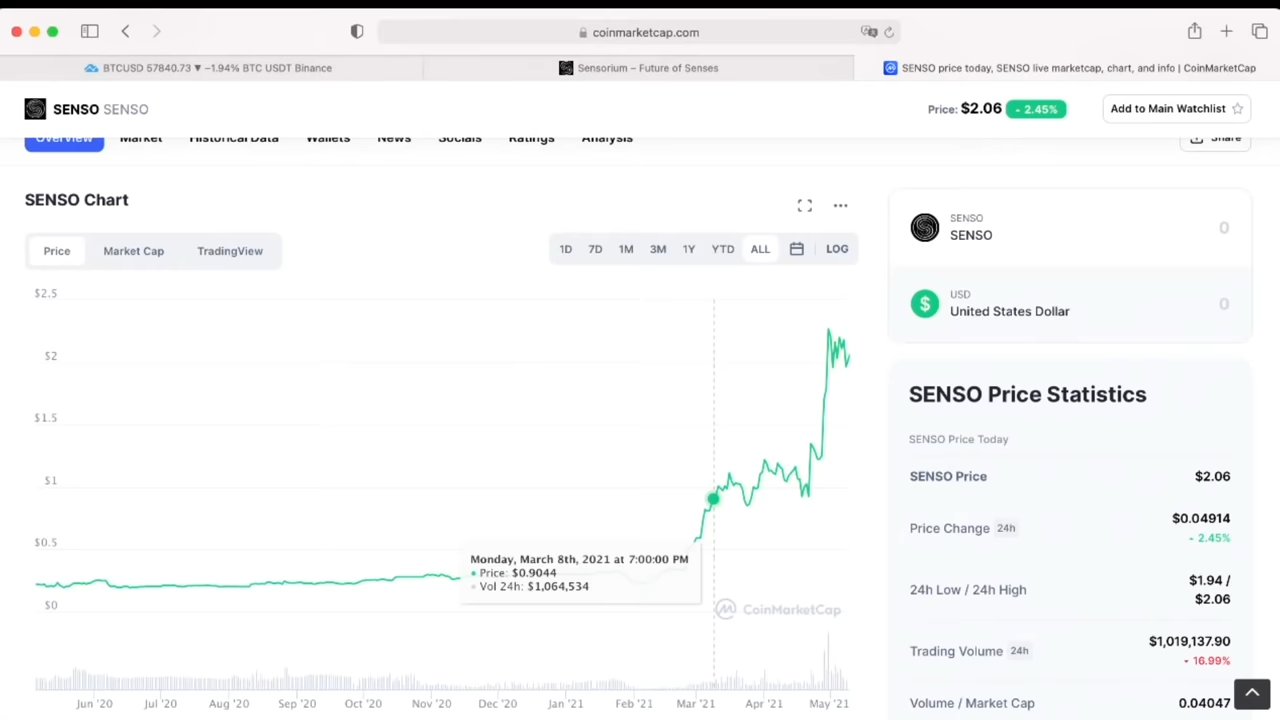 coinmarketcap.com
BTCUSD 57840.73 ▼ −1.94% BTC USDT Binance
Sensorium – Future of Senses
SENSO price today, SENSO live marketcap, chart, and info | CoinMarketCap
SENSO SENSO
Price: $2.06 2.45%
Add to Main Watchlist
Overview Market Historical Data Wallets News Socials Ratings Analysis
Share
SENSO Chart
Price Market Cap TradingView
1D 7D 1M 3M 1Y YTD ALL LOG
$2.5
$2
$1.5
$1
$0.5
$0
Monday, March 8th, 2021 at 7:00:00 PM
Price: $0.9044
Vol 24h: $1,064,534
CoinMarketCap
Jun '20 Jul '20 Aug '20 Sep '20 Oct '20 Nov '20 Dec '20 Jan '21 Feb '21 Mar '21 Apr '21 May '21
SENSO
SENSO
0
USD
United States Dollar
0
SENSO Price Statistics
SENSO Price Today
SENSO Price $2.06
Price Change 24h $0.04914
2.45%
24h Low / 24h High $1.94 /
$2.06
Trading Volume 24h $1,019,137.90
16.99%
Volume / Market Cap 0.04047